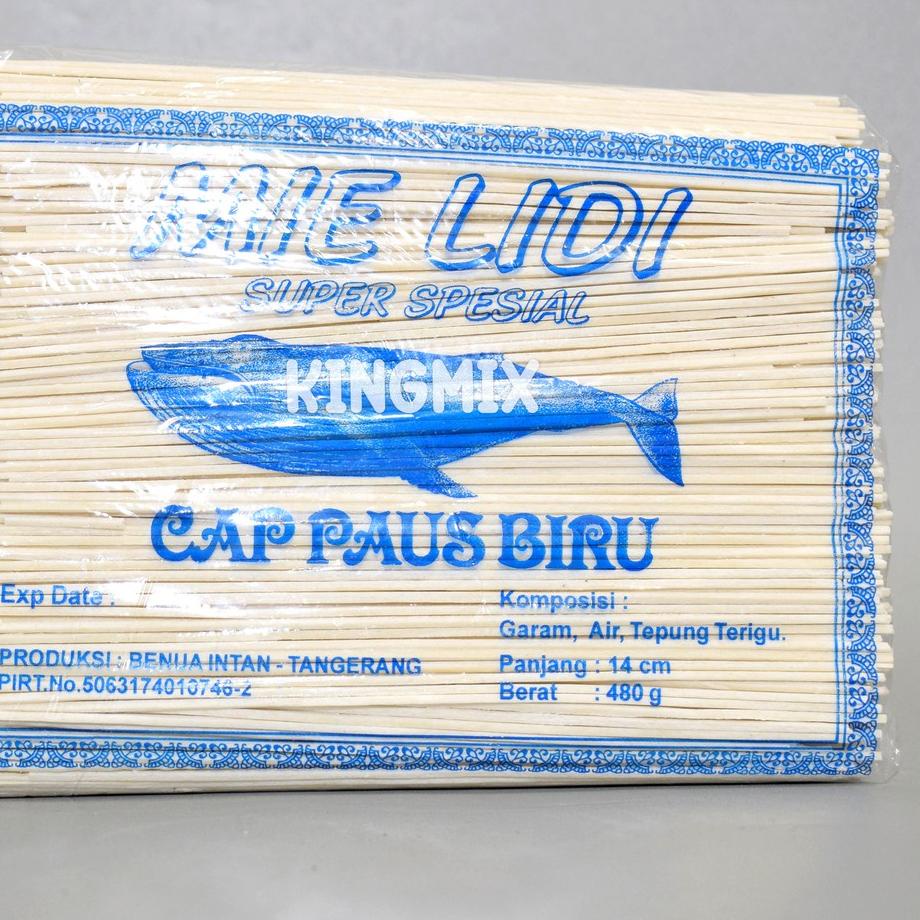 MIE LIDI
SUPER SPESIAL
KINGMIX
CAP PAUS BIRU
Exp Date :
PRODUKSI : BENUA INTAN - TANGERANG
PIRT.No.5063174010746-2
Komposisi :
Garam, Air, Tepung Terigu.
Panjang : 14 cm
Berat : 480 g